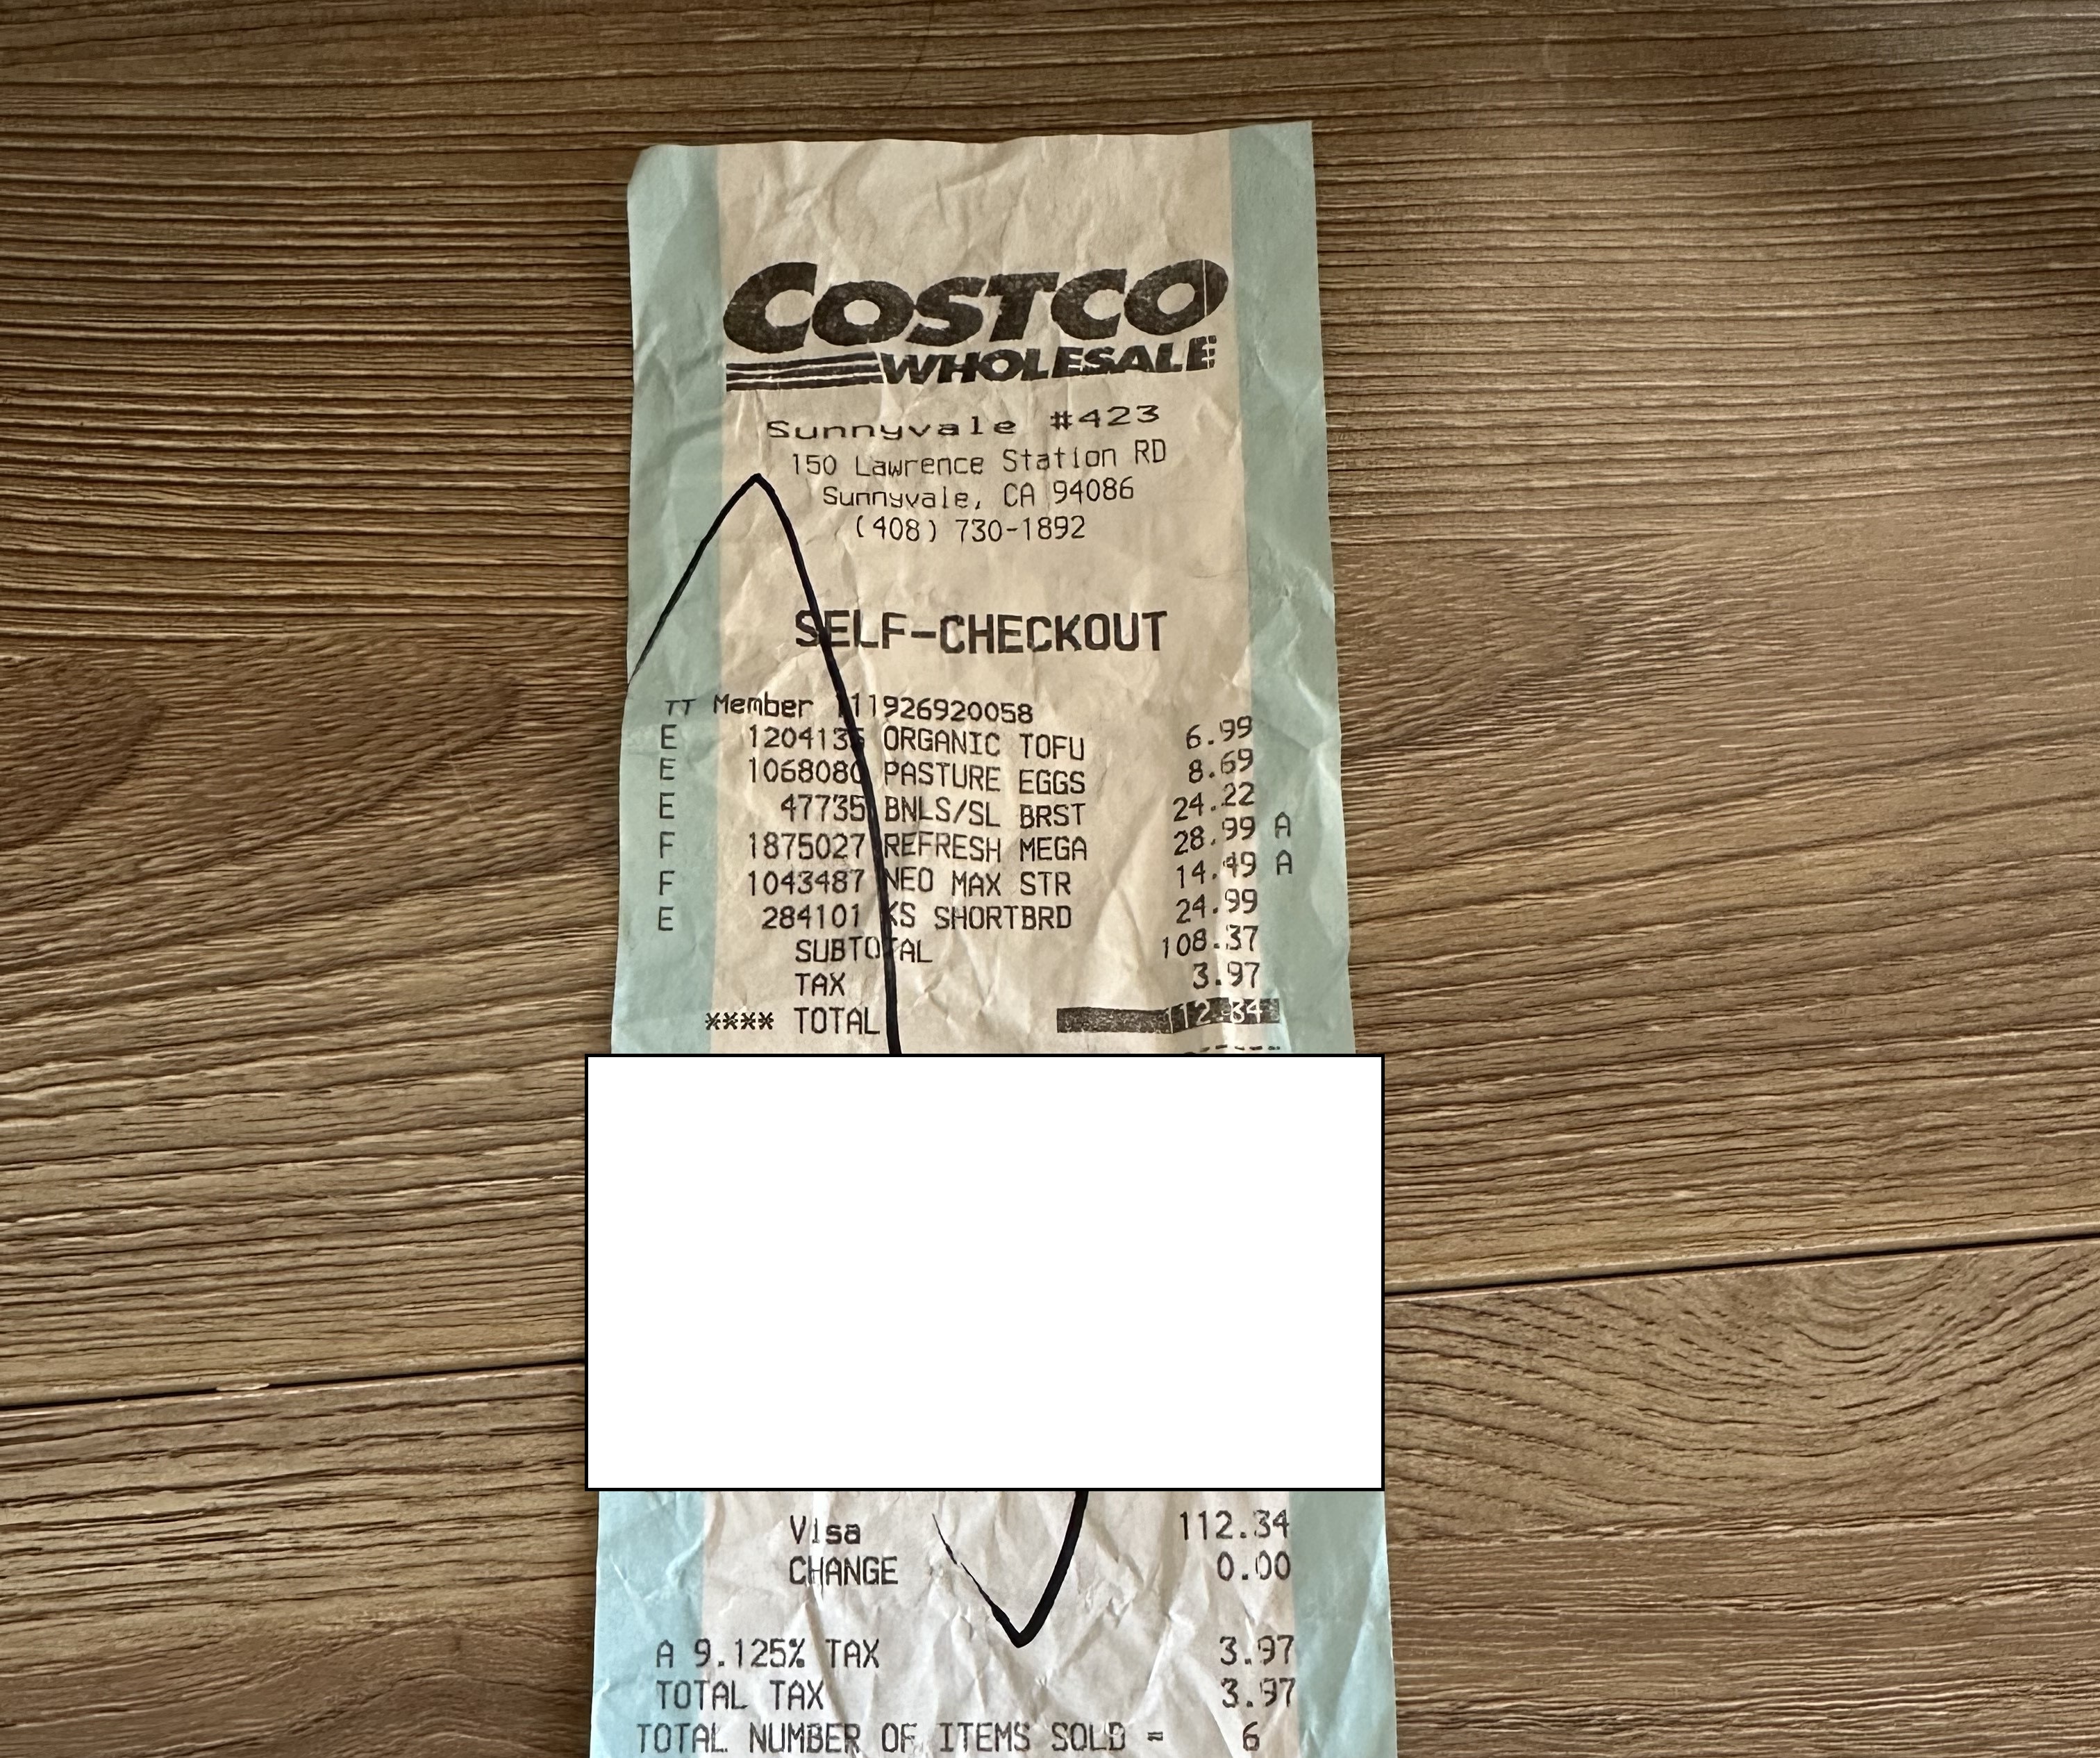 COSTCO
WHOLESALE
Sunnyvale #423
150 Lawrence Station RD
Sunnyvale, CA 94086
(408) 730-1892
SELF-CHECKOUT
TT Member 111926920058
E 1204135 ORGANIC TOFU 6.99
E 1068080 PASTURE EGGS 8.69
E 47735 BNLS/SL BRST 24.22
F 1875027 REFRESH MEGA 28.99 A
F 1043487 NEO MAX STR 14.49 A
E 284101 KS SHORTBRD 24.99
SUBTOTAL 108.37
TAX 3.97
**** TOTAL
Visa 112.34
CHANGE 0.00
A 9.125% TAX 3.97
TOTAL TAX 3.97
TOTAL NUMBER OF ITEMS SOLD = 6